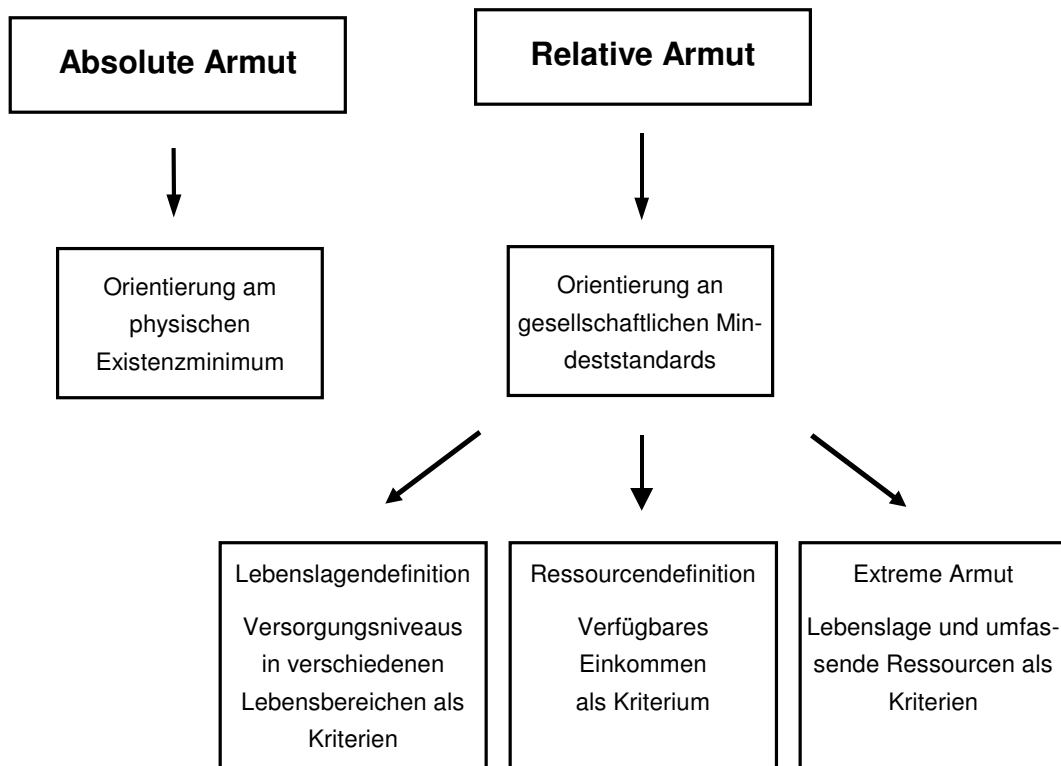 Absolute Armut
Relative Armut
Orientierung am
physischen
Existenzminimum
Orientierung an
gesellschaftlichen Min-
deststandards
Lebenslagendefinition
Versorgungsniveaus
in verschiedenen
Lebensbereichen als
Kriterien
Ressourcendefinition
Verfügbares
Einkommen
als Kriterium
Extreme Armut
Lebenslage und umfas-
sende Ressourcen als
Kriterien